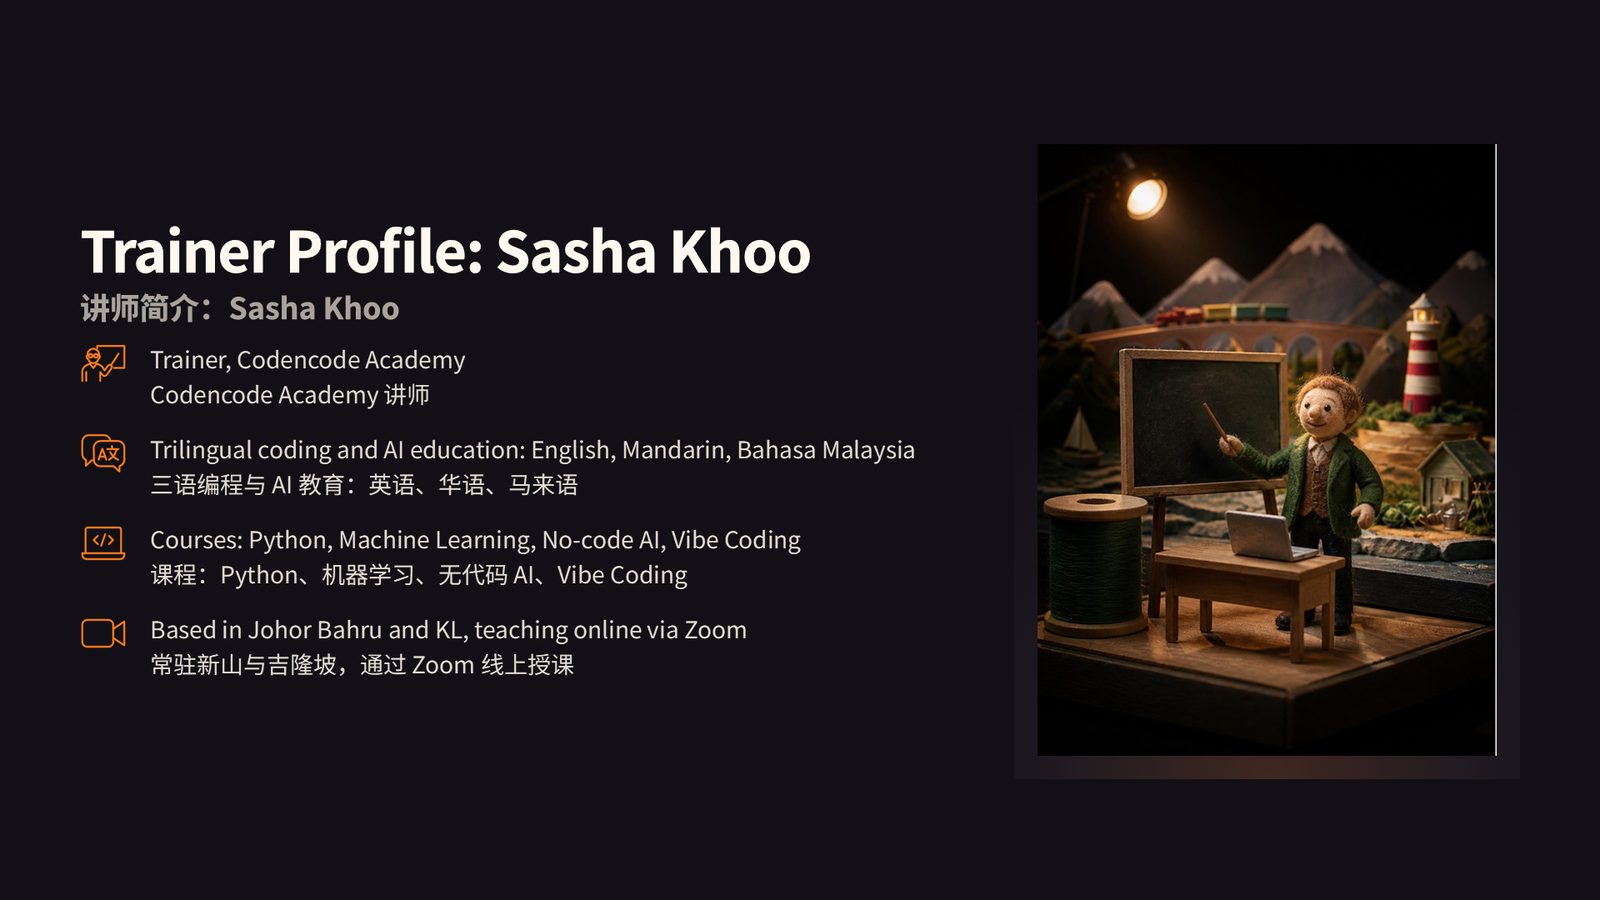 Trainer Profile: Sasha Khoo
讲师简介：Sasha Khoo
Trainer, Codencode Academy
Codencode Academy 讲师
Trilingual coding and AI education: English, Mandarin, Bahasa Malaysia
三语编程与 AI 教育：英语、华语、马来语
Courses: Python, Machine Learning, No-code AI, Vibe Coding
课程：Python、机器学习、无代码 AI、Vibe Coding
Based in Johor Bahru and KL, teaching online via Zoom
常驻新山与吉隆坡，通过 Zoom 线上授课